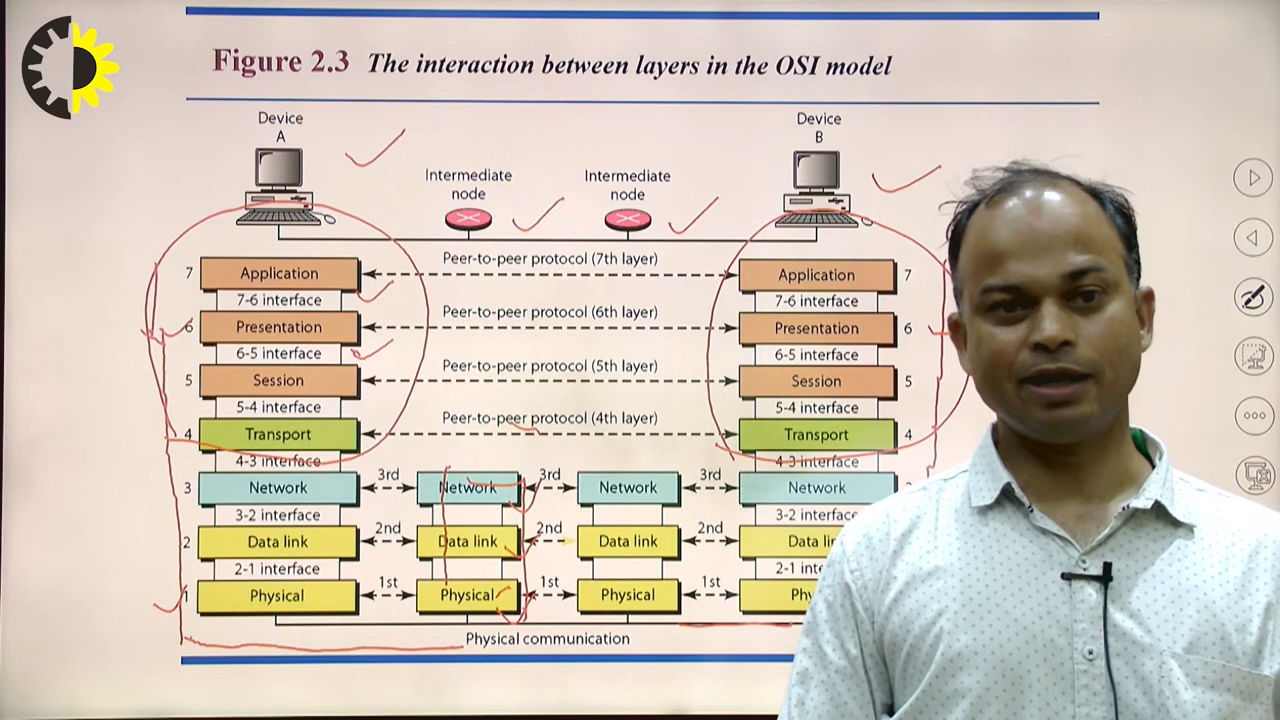 Figure 2.3 The interaction between layers in the OSI model
Device
A
Device
B
Intermediate
node
Intermediate
node
Peer-to-peer protocol (7th layer)
7 Application
Application 7
7-6 interface
7-6 interface
Peer-to-peer protocol (6th layer)
6 Presentation
Presentation 6
6-5 interface
6-5 interface
Peer-to-peer protocol (5th layer)
5 Session
Session 5
5-4 interface
5-4 interface
Peer-to-peer protocol (4th layer)
4 Transport
Transport 4
4-3 interface
4-3 interface
3 Network 3rd Network 3rd Network 3rd Network
3-2 interface
3-2 interface
2 Data link 2nd Data link 2nd Data link 2nd Data lin
2-1 interface
2-1 inte
1 Physical 1st Physical 1st Physical 1st Phy
Physical communication